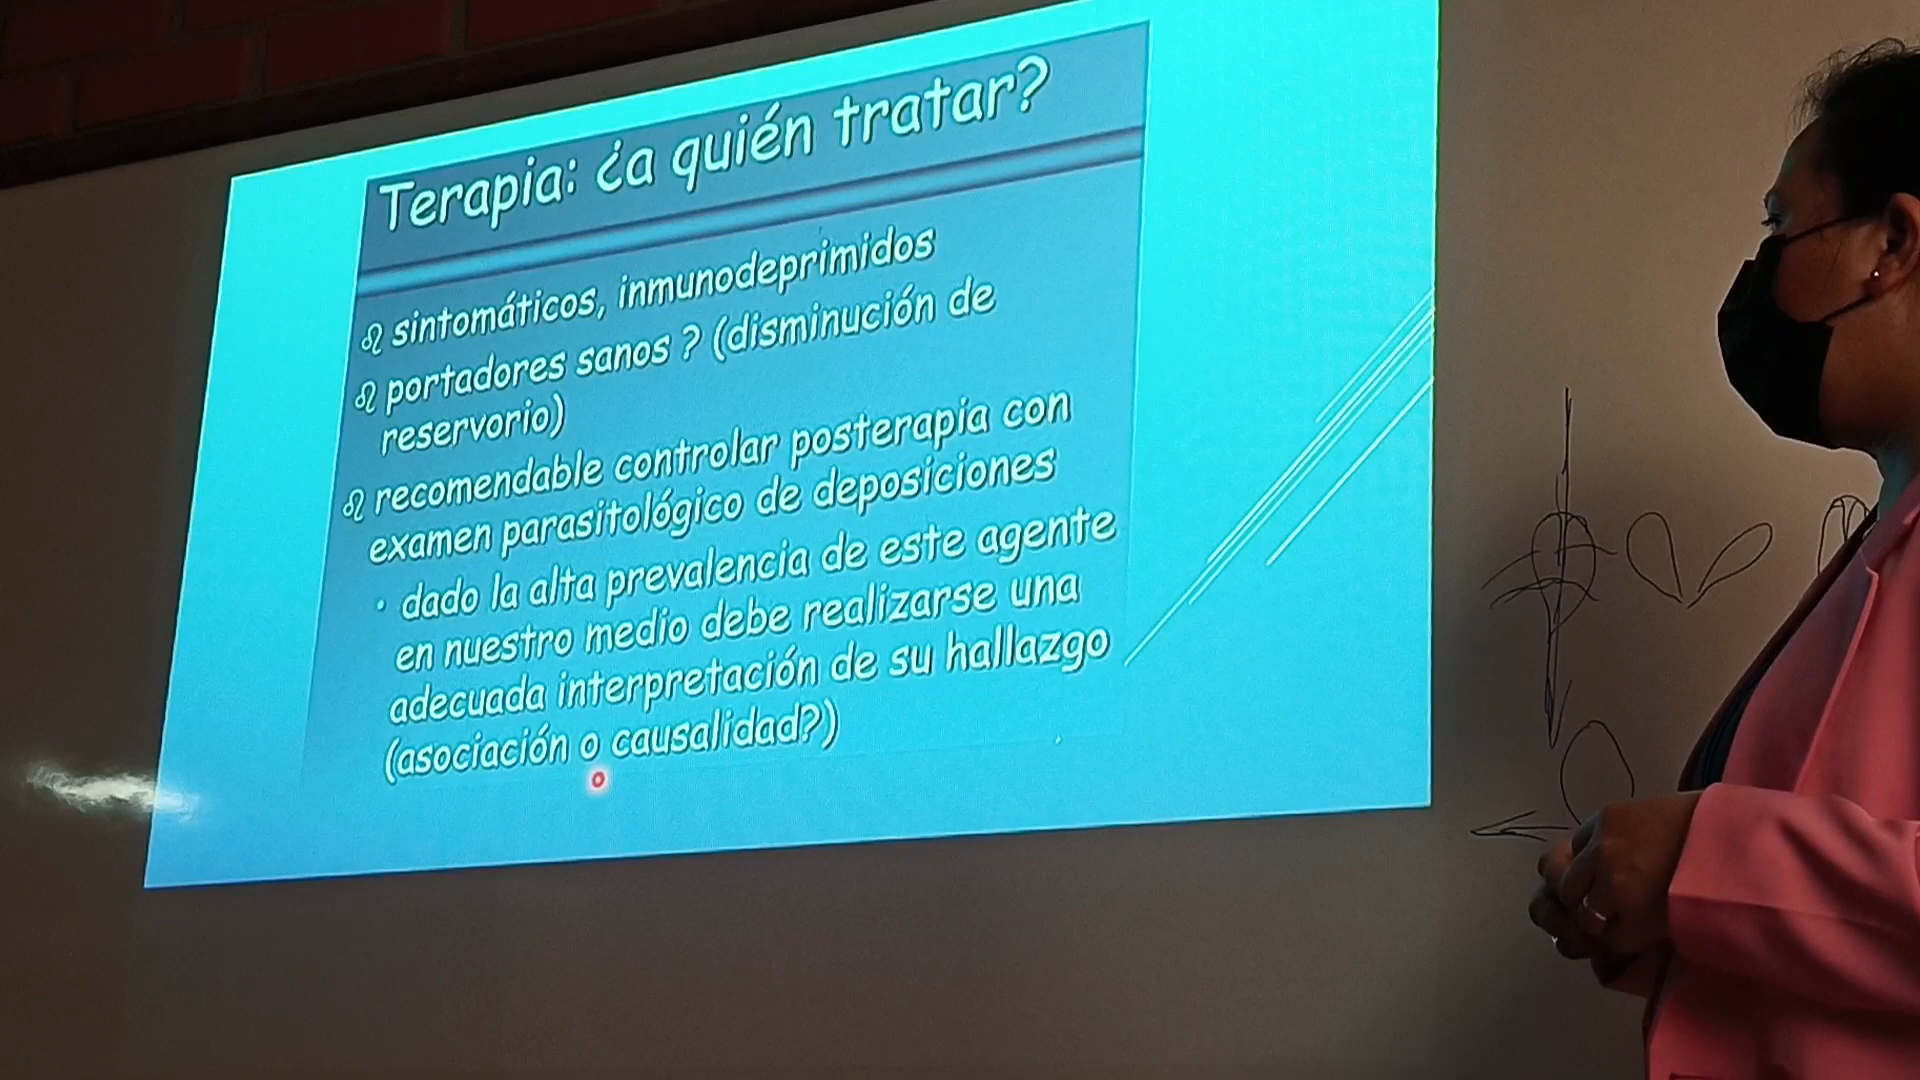 Terapia: ¿a quién tratar?
♌ sintomáticos, inmunodeprimidos
♌ portadores sanos ? (disminución de
reservorio)
♌ recomendable controlar posterapia con
examen parasitológico de deposiciones
• dado la alta prevalencia de este agente
en nuestro medio debe realizarse una
adecuada interpretación de su hallazgo
(asociación o causalidad?)